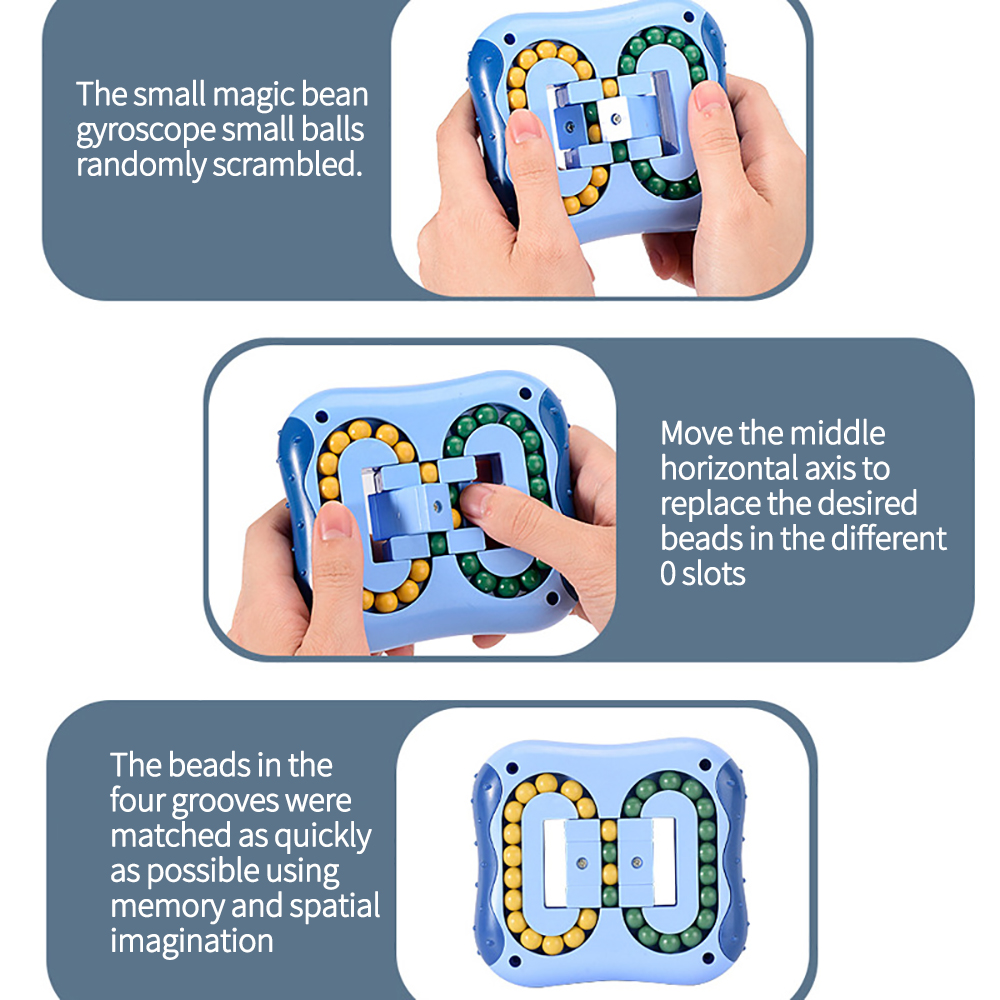 The small magic bean
gyroscope small balls
randomly scrambled.
Move the middle
horizontal axis to
replace the desired
beads in the different
0 slots
The beads in the
four grooves were
matched as quickly
as possible using
memory and spatial
imagination